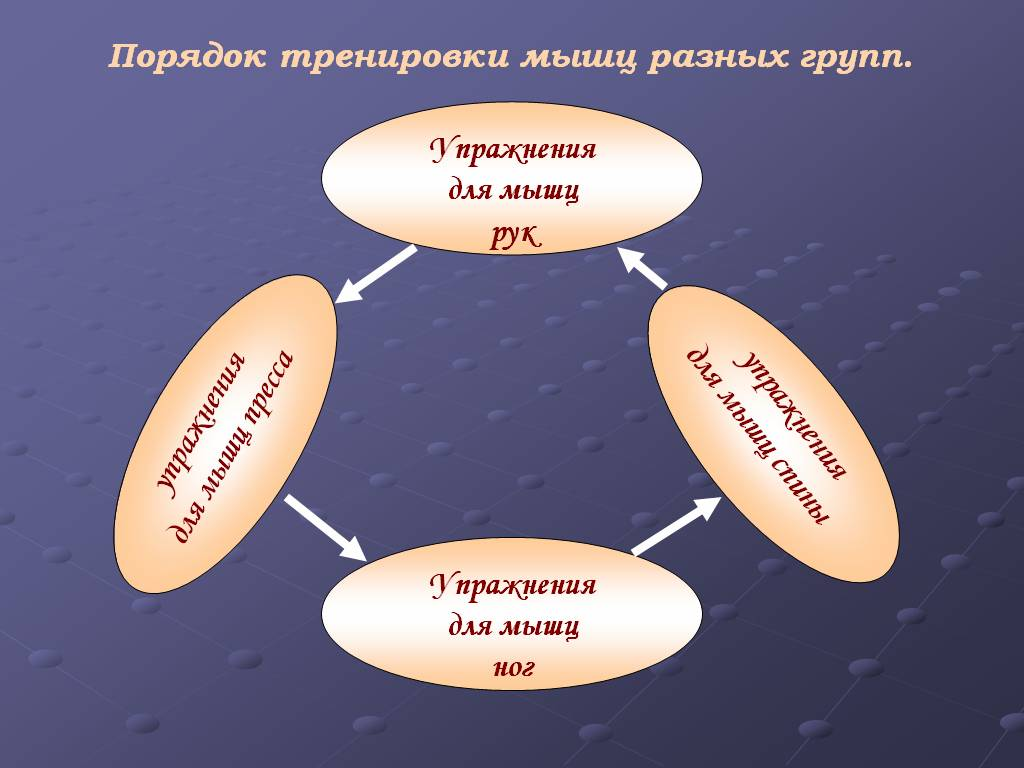 Порядок тренировки мышц разных групп.
Упражнения
для мышц
рук
упражнения
для мышц пресса
упражнения
для мышц спины
Упражнения
для мышц
ног